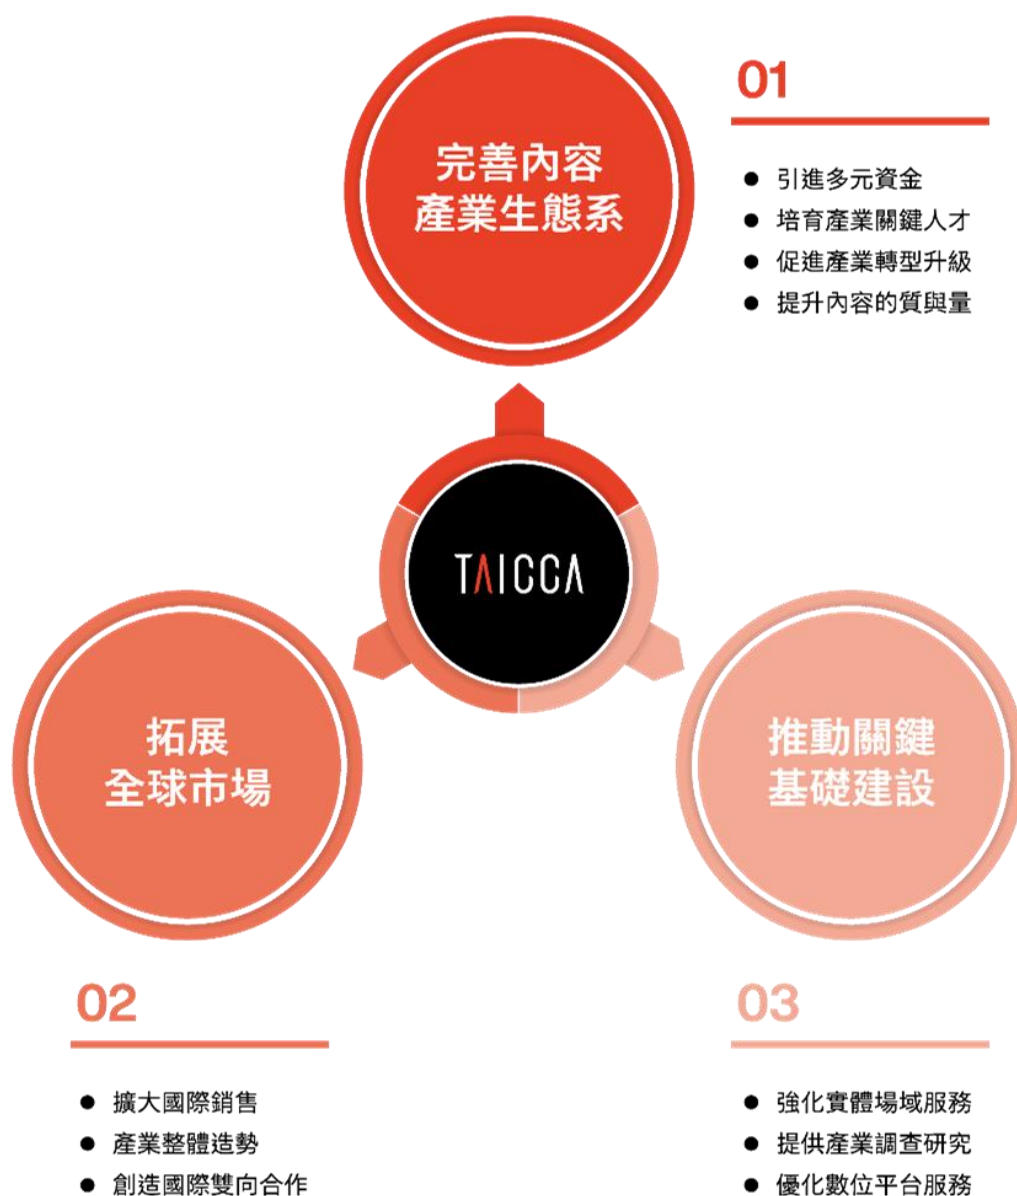 完善內容
產業生態系
01
引進多元資金
培育產業關鍵人才
促進產業轉型升級
提升內容的質與量
TAICCA
拓展
全球市場
02
擴大國際銷售
產業整體造勢
創造國際雙向合作
推動關鍵
基礎建設
03
強化實體場域服務
提供產業調查研究
優化數位平台服務